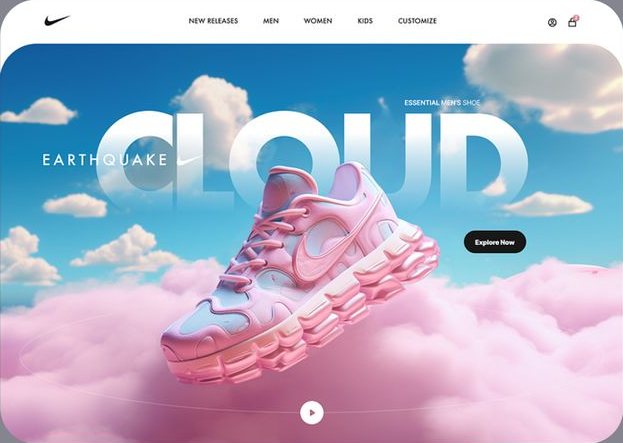 NEW RELEASES MEN WOMEN KIDS CUSTOMIZE
ESSENTIAL MEN'S SHOE
CLOUD
EARTHQUAKE
Explore Now